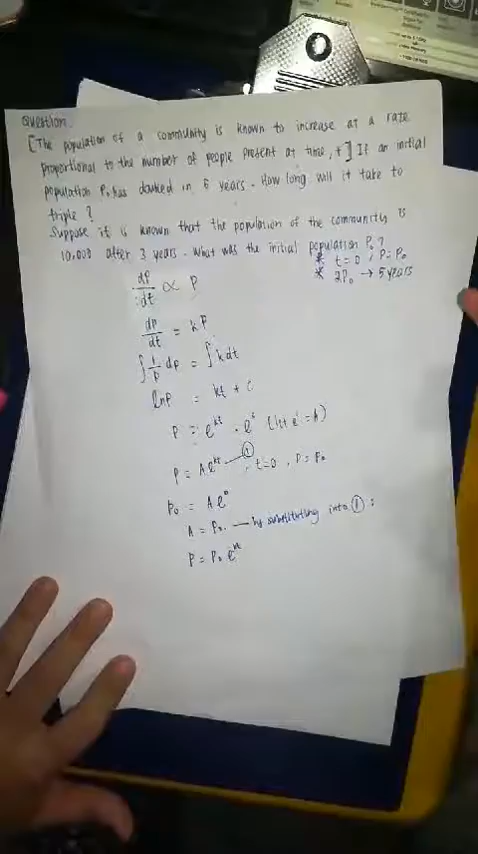 Question.
[The population of a community is known to increase at a rate
proportional to the number of people present at time, t] If an initial
population P₀ has doubled in 5 years. How long will it take to
triple ?
Suppose it is known that the population of the community is
10,000 after 3 years. What was the initial population P₀ ?
* t = 0 , P = P₀
* 2P₀ → 5 years
dP/dt ∝ P
dP/dt = kP
∫ 1/P dP = ∫ k dt
ln P = kt + C
P = e^kt . e^c (let e^c = A)
P = Ae^kt — ①
t=0 , P = P₀
P₀ = A e⁰
A = P₀. — by substituting into ① :
P = P₀ e^kt